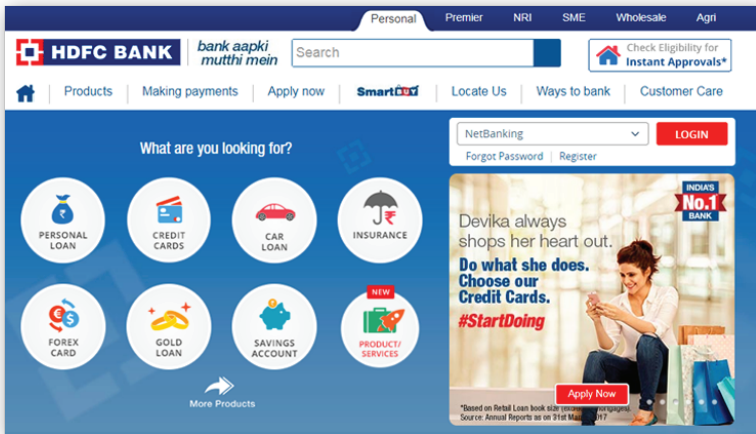 Personal
Premier
NRI
SME
Wholesale
Agri
HDFC BANK
bank aapki
mutthi mein
Search
Check Eligibility for
Instant Approvals*
Products
Making payments
Apply now
SmartBUY
Locate Us
Ways to bank
Customer Care
What are you looking for?
NetBanking
LOGIN
Forgot Password
Register
PERSONAL
LOAN
CREDIT
CARDS
CAR
LOAN
INSURANCE
FOREX
CARD
GOLD
LOAN
SAVINGS
ACCOUNT
NEW
PRODUCT/
SERVICES
More Products
INDIA'S
No.1
BANK
Devika always
shops her heart out.
Do what she does.
Choose our
Credit Cards.
#StartDoing
Apply Now
*Based on Retail Loan book size
Source: Annual Reports as on 31st March 2017